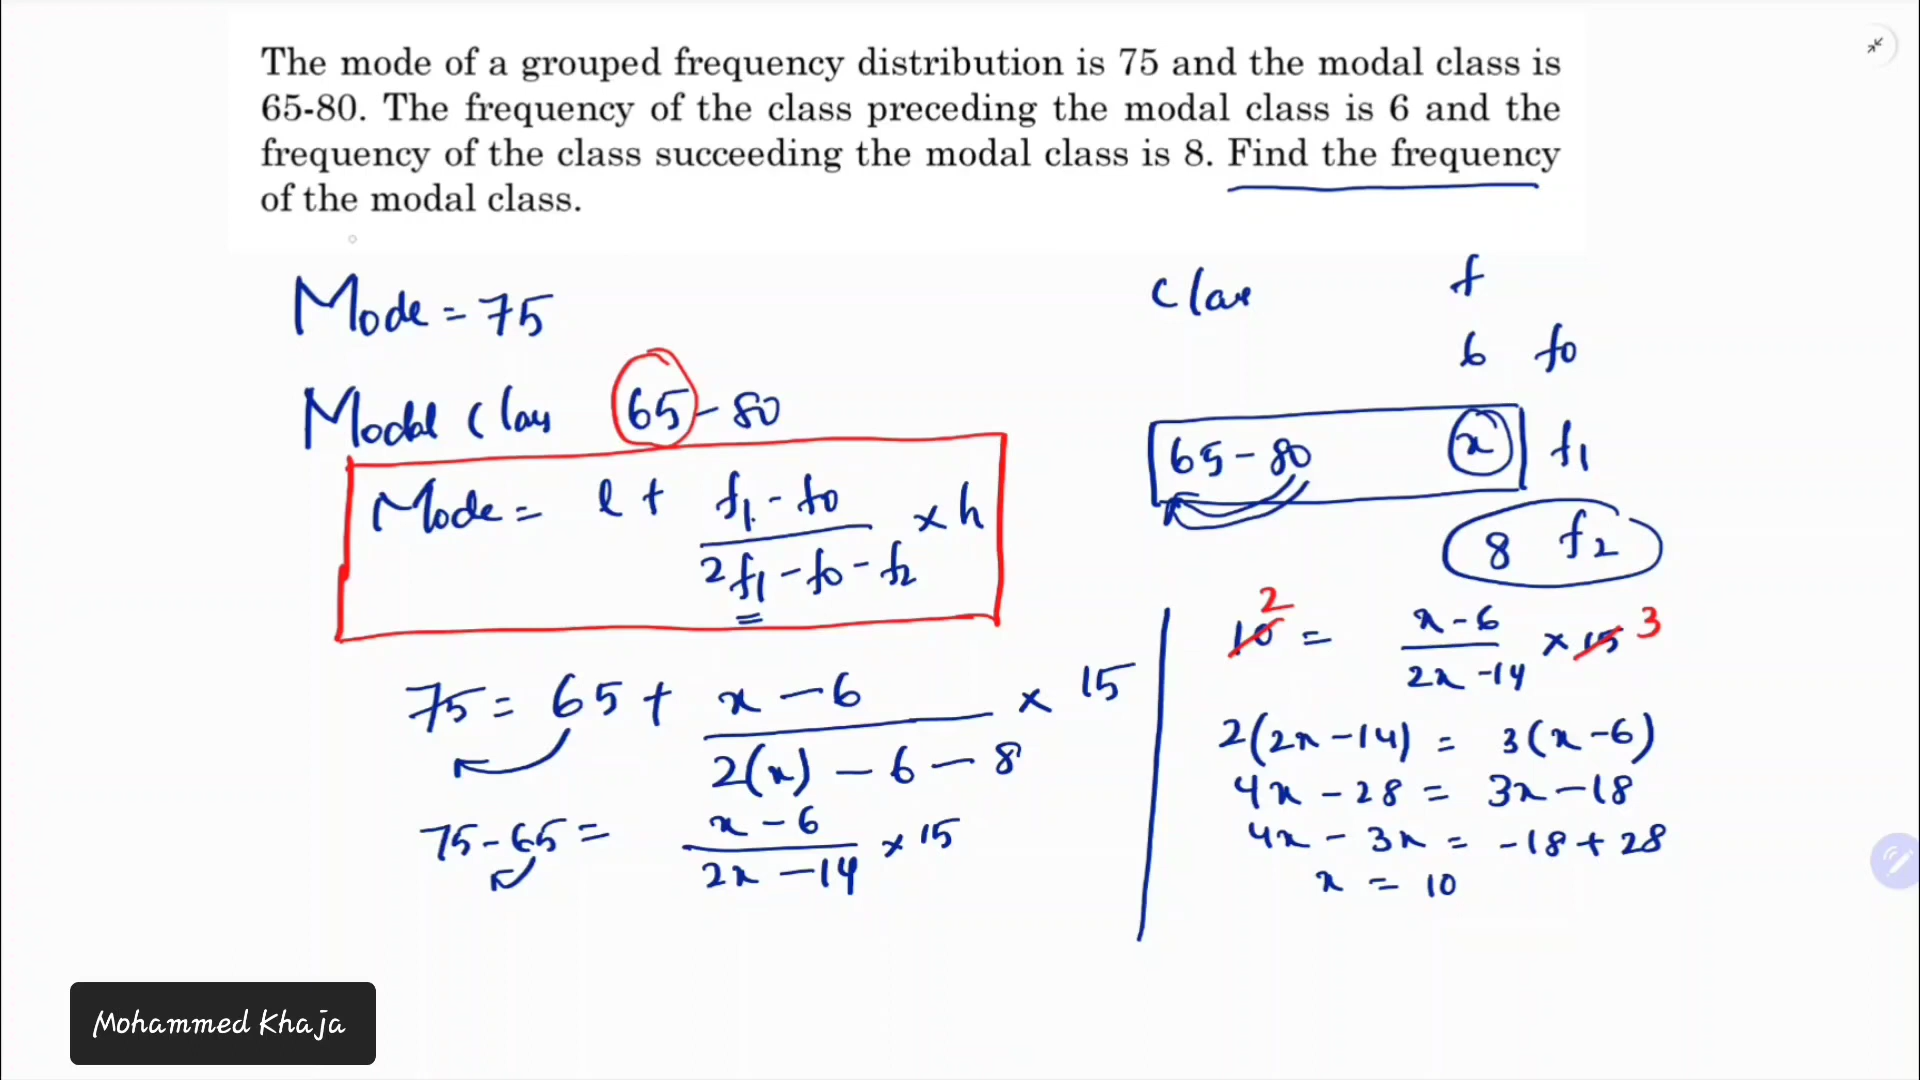 The mode of a grouped frequency distribution is 75 and the modal class is
65-80. The frequency of the class preceding the modal class is 6 and the
frequency of the class succeeding the modal class is 8. Find the frequency
of the modal class.
Mode = 75
Modal Class 65 - 80
Mode = l + f1 - f0 / 2f1 - f0 - f2 × h
75 = 65 + x - 6 / 2(x) - 6 - 8 × 15
75 - 65 = x - 6 / 2x - 14 × 15
Class f
6 f0
65 - 80 x f1
8 f2
2
10 = x - 6 / 2x - 14 × 15 3
2(2x - 14) = 3(x - 6)
4x - 28 = 3x - 18
4x - 3x = -18 + 28
x = 10
Mohammed Khaja